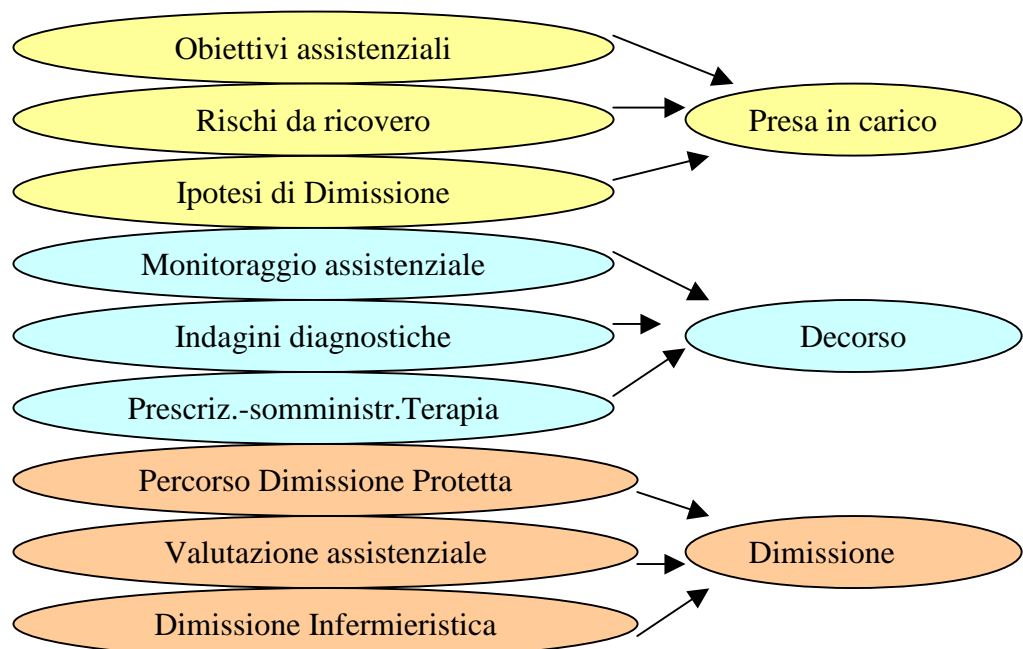 Obiettivi assistenziali
Rischi da ricovero
Presa in carico
Ipotesi di Dimissione
Monitoraggio assistenziale
Indagini diagnostiche
Decorso
Prescriz.-somministr.Terapia
Percorso Dimissione Protetta
Valutazione assistenziale
Dimissione
Dimissione Infermieristica